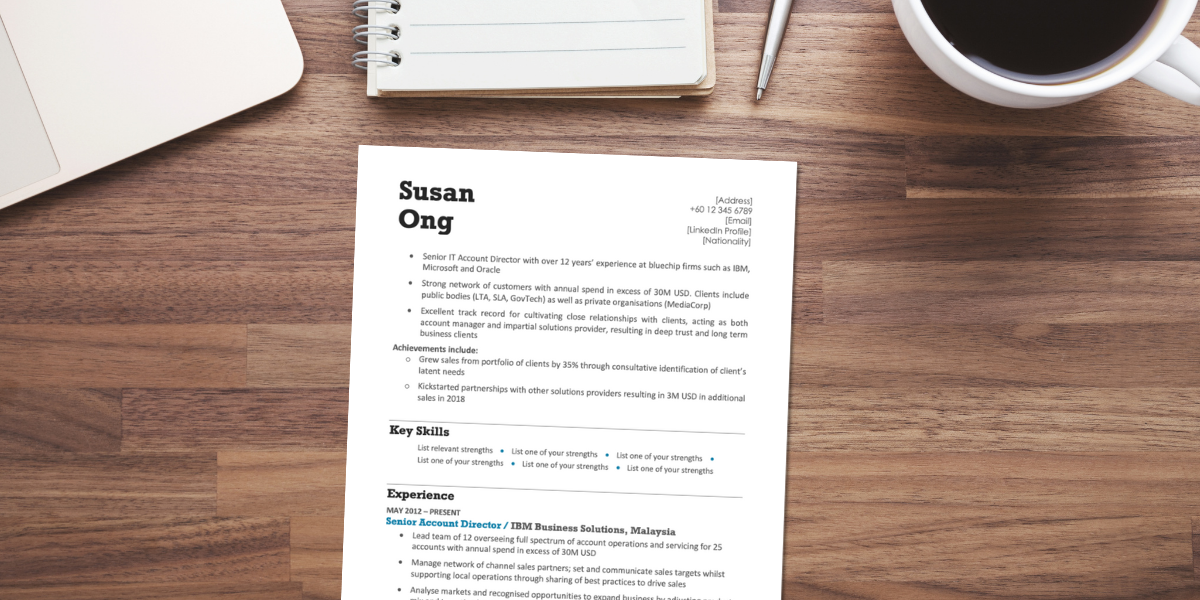 Susan
Ong
[Address]
+60 12 345 6789
[Email]
[LinkedIn Profile]
[Nationality]
• Senior IT Account Director with over 12 years' experience at bluechip firms such as IBM,
Microsoft and Oracle
• Strong network of customers with annual spend in excess of 30M USD. Clients include
public bodies (LTA, SLA, GovTech) as well as private organisations (MediaCorp)
• Excellent track record for cultivating close relationships with clients, acting as both
account manager and impartial solutions provider, resulting in deep trust and long term
business clients
Achievements include:
○ Grew sales from portfolio of clients by 35% through consultative identification of client's
latent needs
○ Kickstarted partnerships with other solutions providers resulting in 3M USD in additional
sales in 2018
Key Skills
List relevant strengths • List one of your strengths • List one of your strengths •
List one of your strengths • List one of your strengths • List one of your strengths
Experience
MAY 2012 – PRESENT
Senior Account Director / IBM Business Solutions, Malaysia
• Lead team of 12 overseeing full spectrum of account operations and servicing for 25
accounts with annual spend in excess of 30M USD
• Manage network of channel sales partners; set and communicate sales targets whilst
supporting local operations through sharing of best practices to drive sales
• Analyse markets and recognised opportunities to expand business by